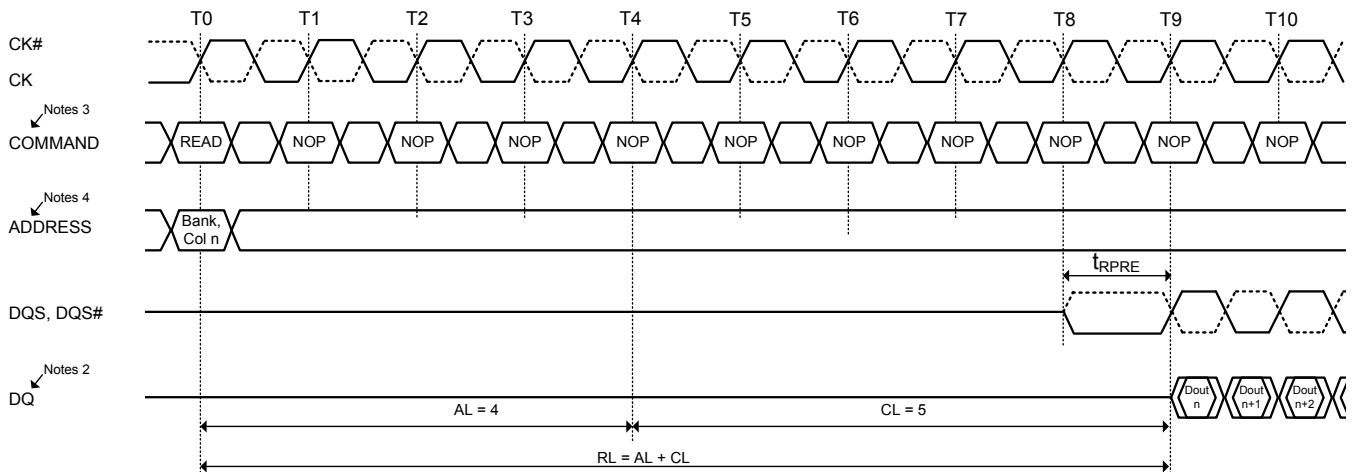 T0 T1 T2 T3 T4 T5 T6 T7 T8 T9 T10
CK#
CK
Notes 3
COMMAND READ NOP NOP NOP NOP NOP NOP NOP NOP NOP NOP
Notes 4
ADDRESS
Bank,
Col n
tRPRE
DQS, DQS#
Notes 2
DQ
Dout
n
Dout
n+1
Dout
n+2
AL = 4 CL = 5
RL = AL + CL